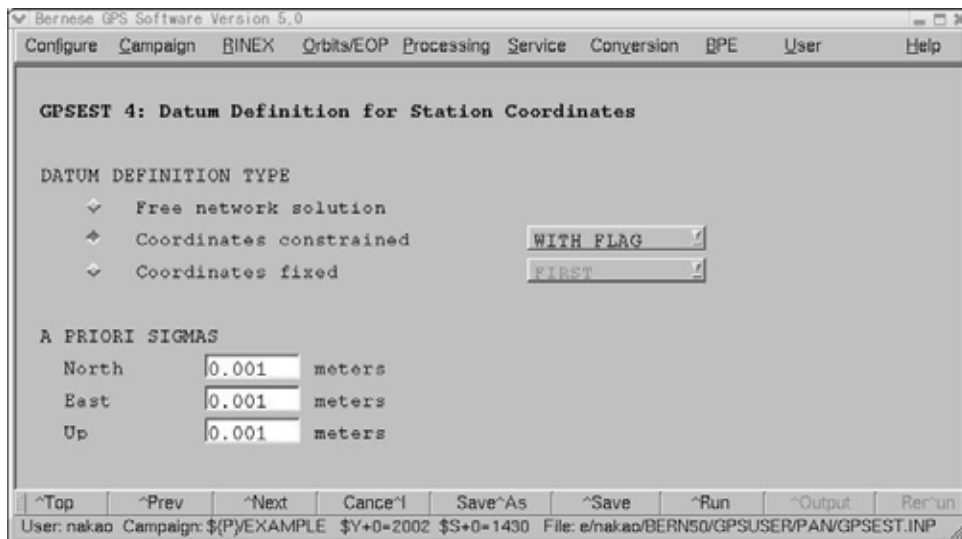 Bernese GPS Software Version 5.0
Configure Campaign RINEX Orbits/EOP Processing Service Conversion BPE User Help
GPSEST 4: Datum Definition for Station Coordinates
DATUM DEFINITION TYPE
Free network solution
Coordinates constrained WITH FLAG
Coordinates fixed FIRST
A PRIORI SIGMAS
North 0.001 meters
East 0.001 meters
Up 0.001 meters
^Top ^Prev ^Next Cance^l Save^As ^Save ^Run ^Output Rer^un
User: nakao Campaign: ${P}/EXAMPLE $Y+0=2002 $S+0=1430 File: e/nakao/BERN50/GPSUSER/PAN/GPSEST.INP